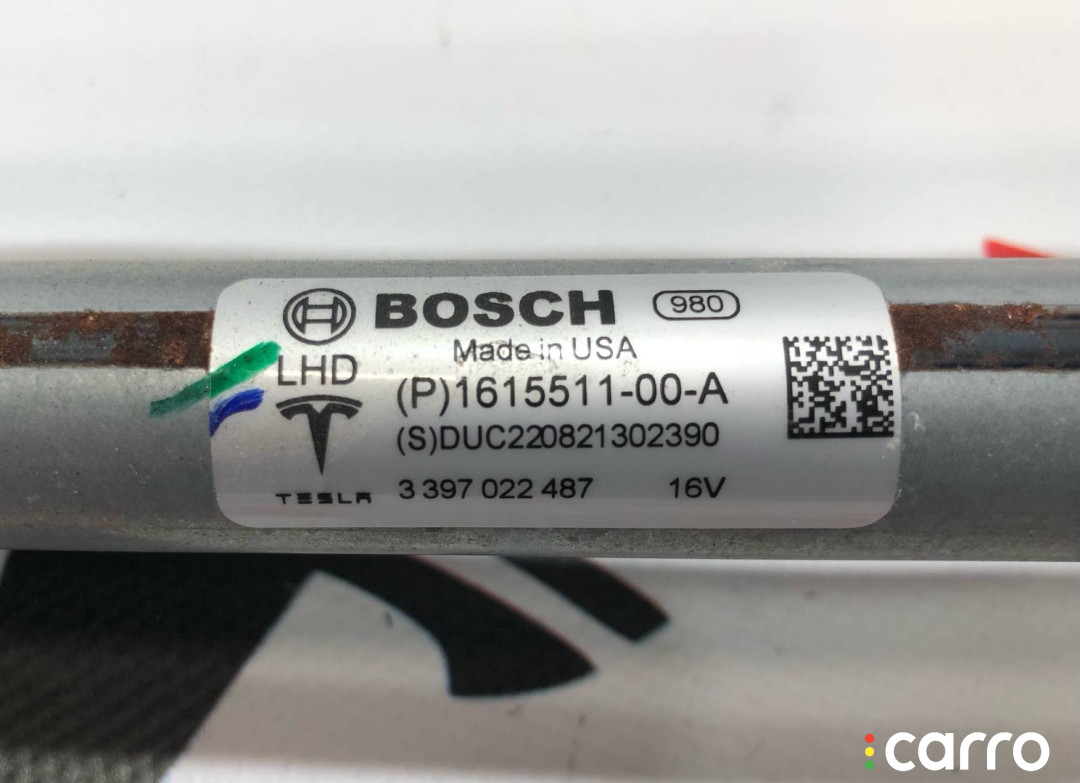 BOSCH 980
Made in USA
LHD
(P)1615511-00-A
(S)DUC220821302390
TESLA
3 397 022 487 16V
carro